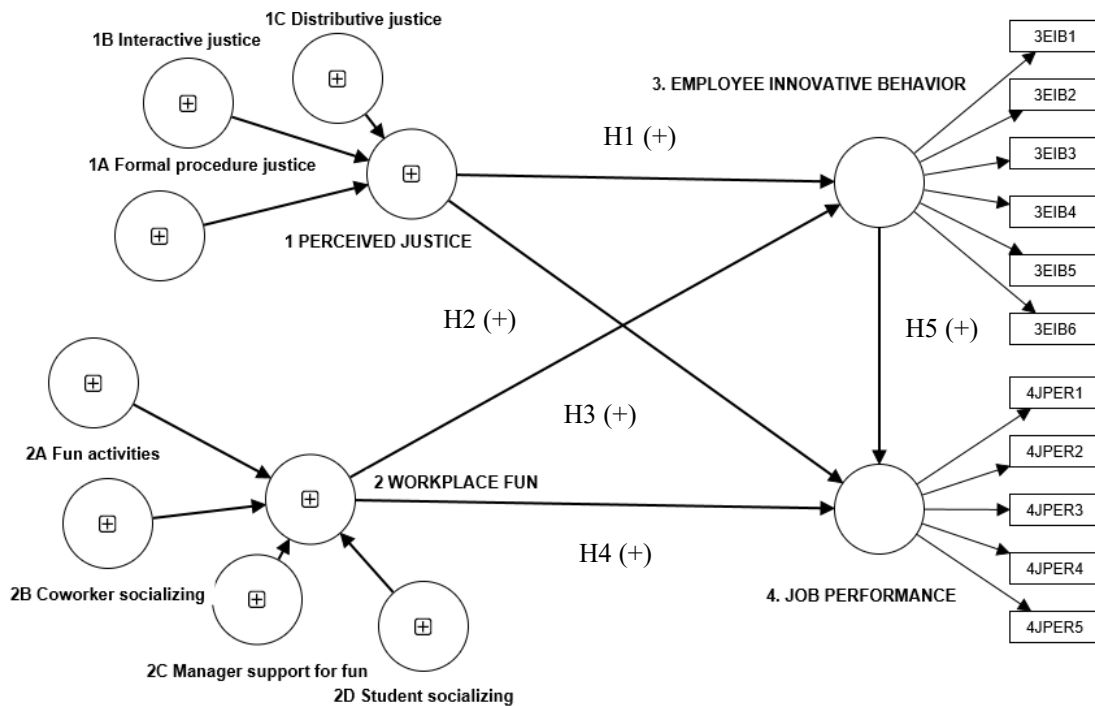 1C Distributive justice
1B Interactive justice
1A Formal procedure justice
1 PERCEIVED JUSTICE
H1 (+)
3. EMPLOYEE INNOVATIVE BEHAVIOR
3EIB1
3EIB2
3EIB3
3EIB4
3EIB5
3EIB6
H2 (+)
H5 (+)
H3 (+)
2A Fun activities
2 WORKPLACE FUN
2B Coworker socializing
H4 (+)
2C Manager support for fun
2D Student socializing
4. JOB PERFORMANCE
4JPER1
4JPER2
4JPER3
4JPER4
4JPER5